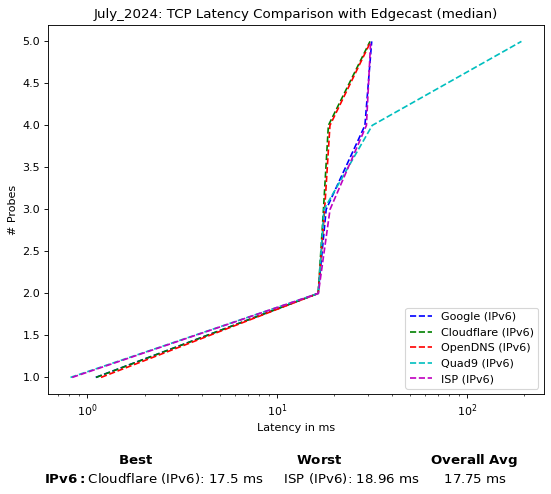 July_2024: TCP Latency Comparison with Edgecast (median)
5.0
4.5
4.0
3.5
3.0
2.5
2.0
1.5
1.0
# Probes
Google (IPv6)
Cloudflare (IPv6)
OpenDNS (IPv6)
Quad9 (IPv6)
ISP (IPv6)
10⁰ 10¹ 10²
Latency in ms
Best Worst Overall Avg
IPv6: Cloudflare (IPv6): 17.5 ms ISP (IPv6): 18.96 ms 17.75 ms